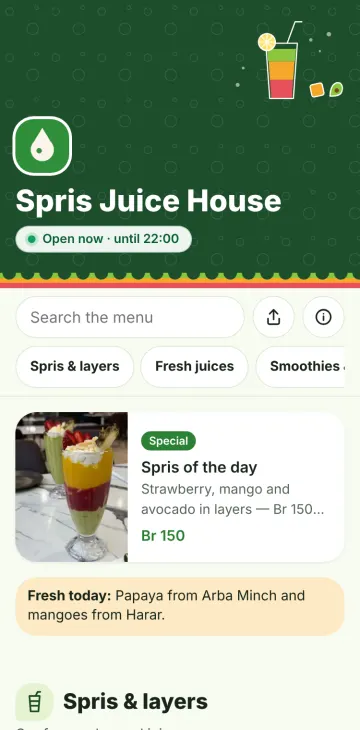 Spris Juice House
Open now · until 22:00
Search the menu
Spris & layers
Fresh juices
Smoothies
Special
Spris of the day
Strawberry, mango and
avocado in layers — Br 150...
Br 150
Fresh today: Papaya from Arba Minch and
mangoes from Harar.
Spris & layers